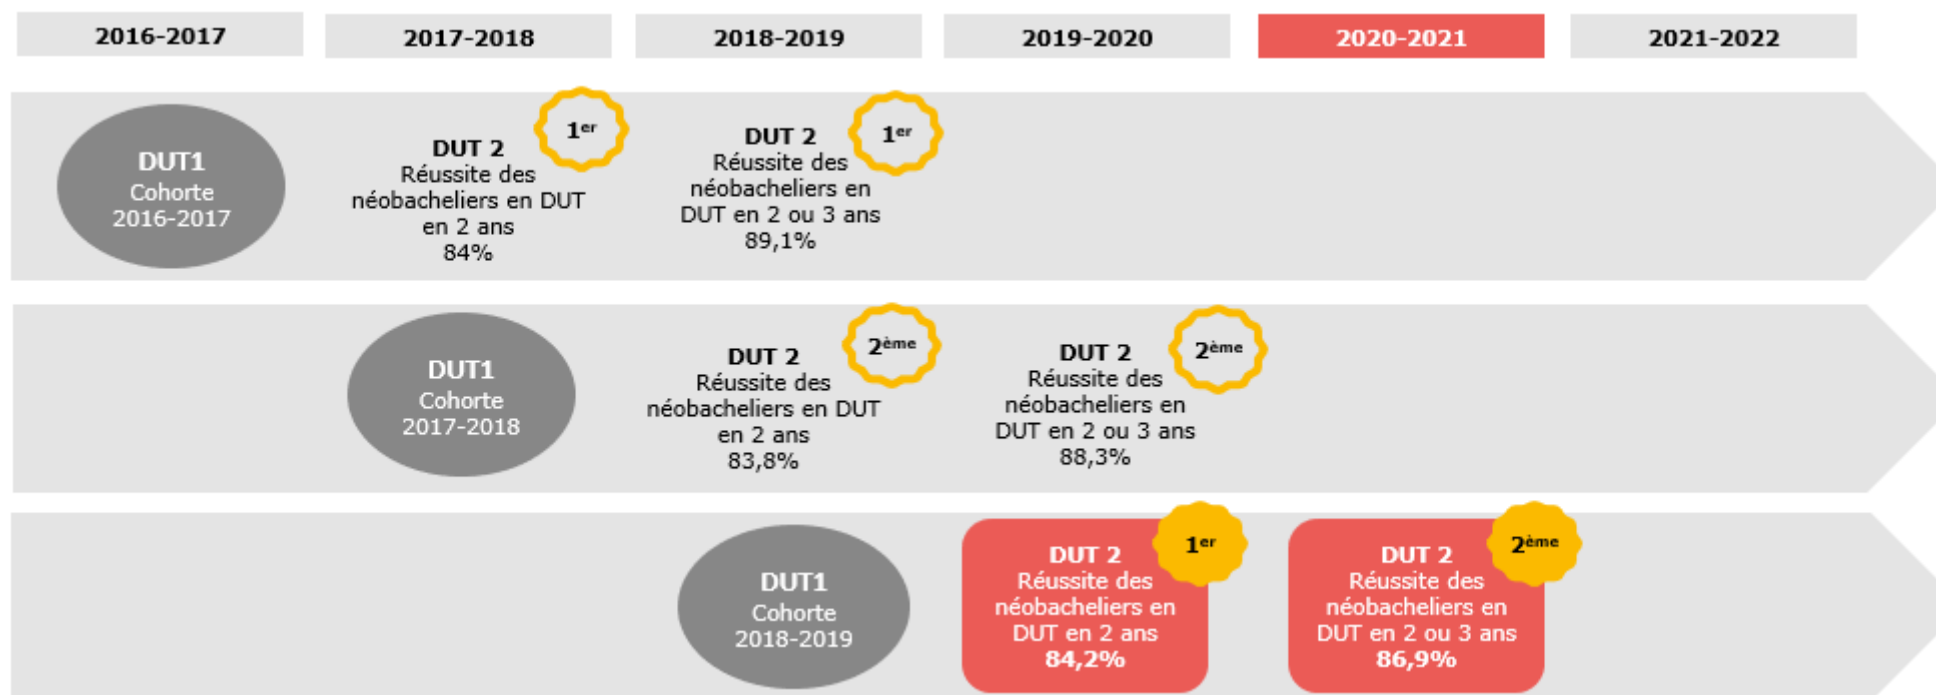 2016-2017
2017-2018
2018-2019
2019-2020
2020-2021
2021-2022
DUT1
Cohorte
2016-2017
DUT 2
Réussite des
néobacheliers en DUT
en 2 ans
84%
1er
DUT 2
Réussite des
néobacheliers en
DUT en 2 ou 3 ans
89,1%
1er
DUT1
Cohorte
2017-2018
DUT 2
Réussite des
néobacheliers en DUT
en 2 ans
83,8%
2ème
DUT 2
Réussite des
néobacheliers en
DUT en 2 ou 3 ans
88,3%
2ème
DUT1
Cohorte
2018-2019
DUT 2
Réussite des
néobacheliers en
DUT en 2 ans
84,2%
1er
DUT 2
Réussite des
néobacheliers en
DUT en 2 ou 3 ans
86,9%
2ème